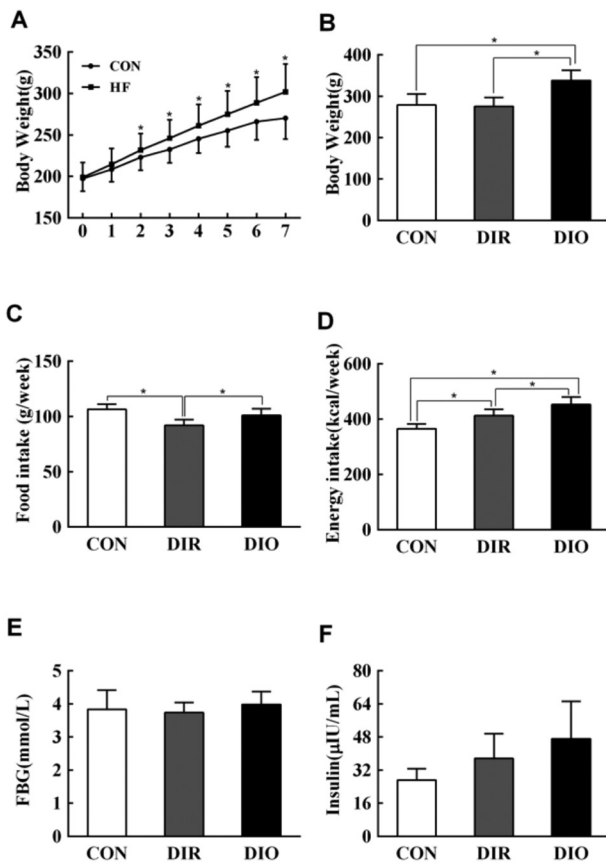 A
Body Weight(g)
350
300
250
200
150
CON
HF
* * * * * *
0 1 2 3 4 5 6 7
B
Body Weight(g)
400
300
200
100
0
*
*
CON DIR DIO
C
Food intake (g/week)
150
100
50
0
* *
CON DIR DIO
D
Energy intake(kcal/week)
600
400
200
0
*
* *
CON DIR DIO
E
FBG(mmol/L)
5
4
3
2
1
0
CON DIR DIO
F
Insulin(μIU/mL)
80
64
48
32
16
0
CON DIR DIO